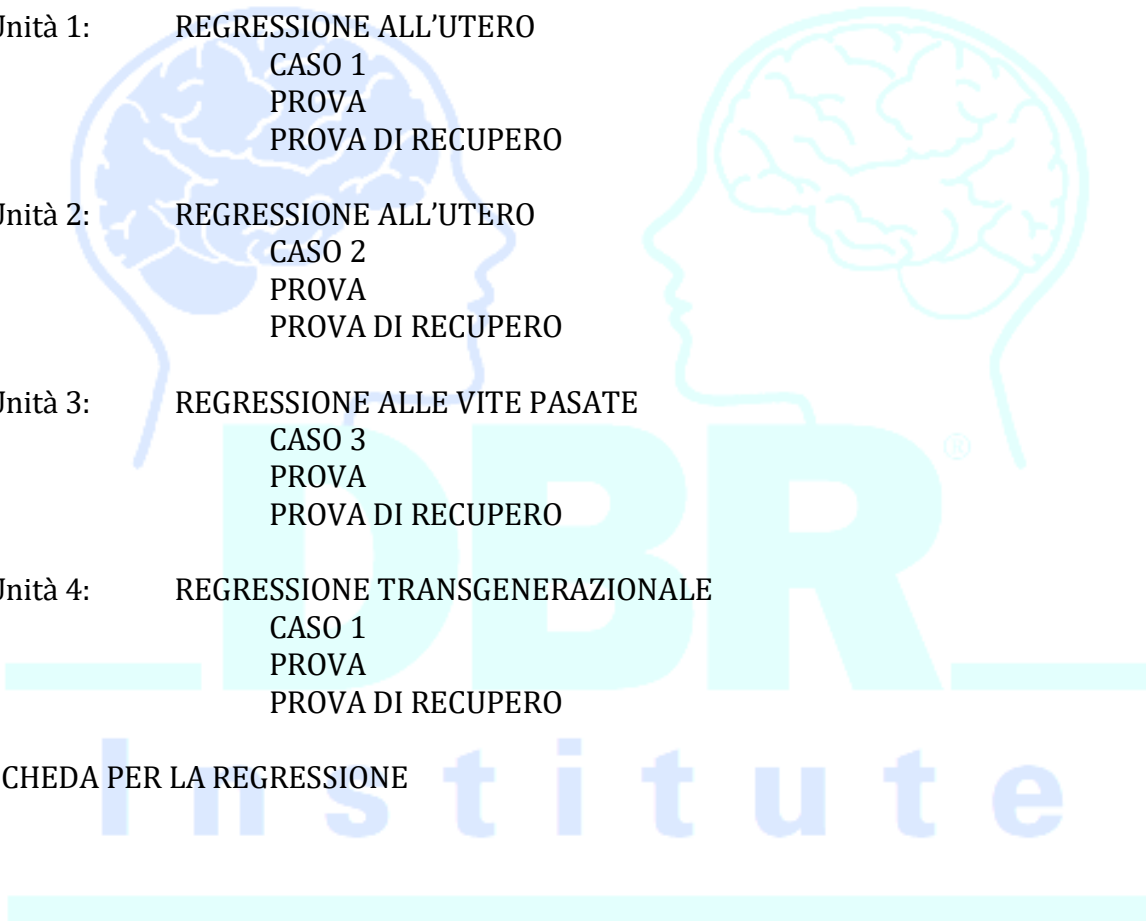 Unità 1: REGRESSIONE ALL’UTERO
CASO 1
PROVA
PROVA DI RECUPERO
Unità 2: REGRESSIONE ALL’UTERO
CASO 2
PROVA
PROVA DI RECUPERO
Unità 3: REGRESSIONE ALLE VITE PASATE
CASO 3
PROVA
PROVA DI RECUPERO
Unità 4: REGRESSIONE TRANSGENERAZIONALE
CASO 1
PROVA
PROVA DI RECUPERO
CHEDA PER LA REGRESSIONE
DBR®
Institute